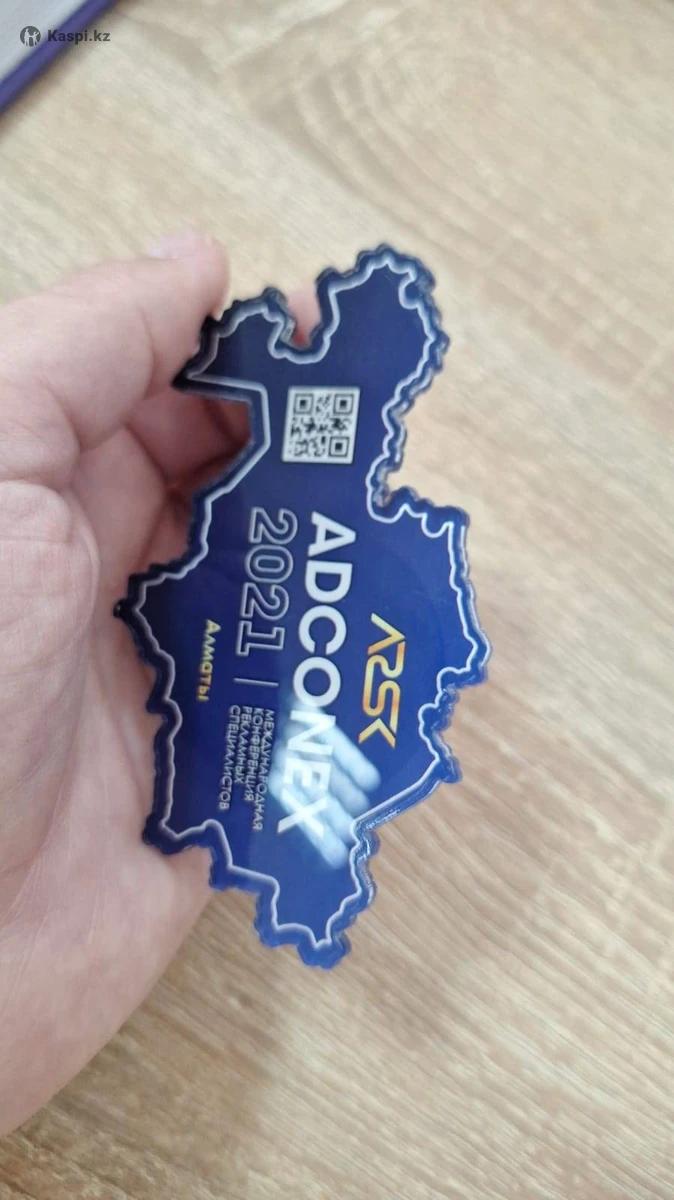 Kaspi.kz
ARSK
ADCONEX
2021 |
МЕЖДУНАРОДНАЯ
КОНФЕРЕНЦИЯ
РЕКЛАМНЫХ
СПЕЦИАЛИСТОВ
Алматы